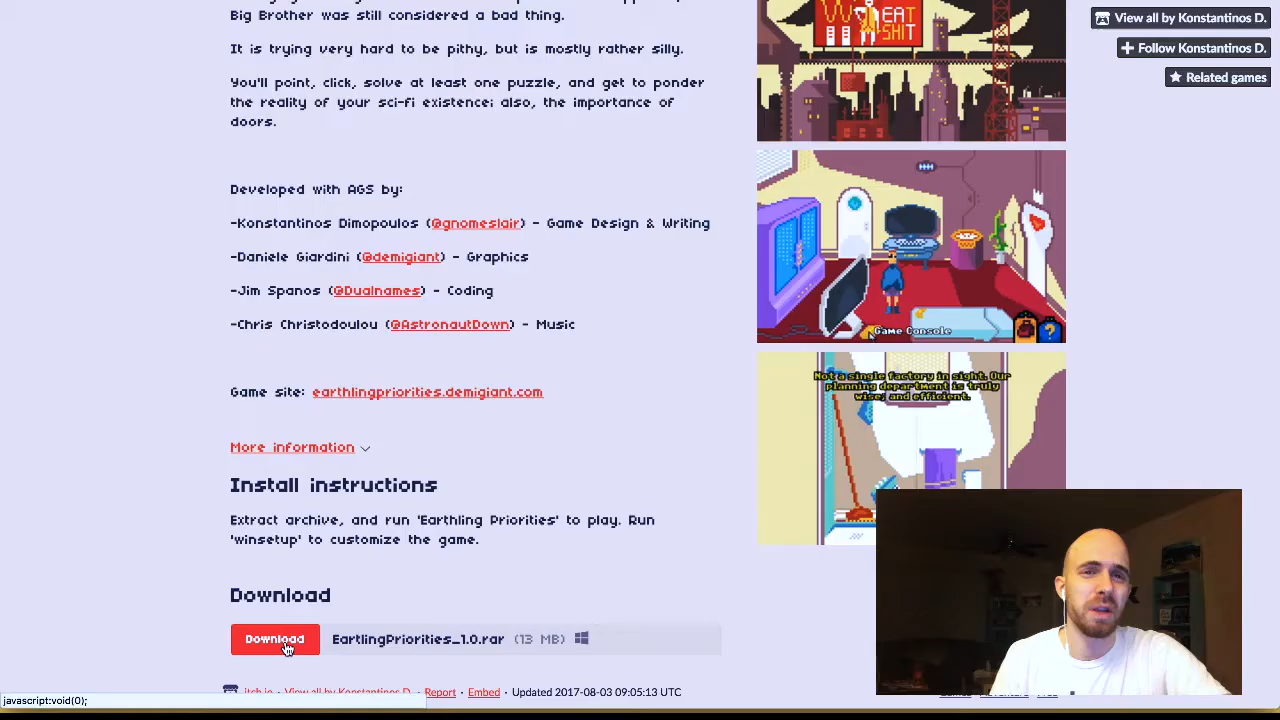 Big Brother was still considered a bad thing.
It is trying very hard to be pithy, but is mostly rather silly.
You'll point, click, solve at least one puzzle, and get to ponder
the reality of your sci-fi existence; also, the importance of
doors.
Developed with AGS by:
-Konstantinos Dimopoulos (@gnomeslair) - Game Design & Writing
-Daniele Giardini (@demigiant) - Graphics
-Jim Spanos (@Dualnames) - Coding
-Chris Christodoulou (@AstronautDown) - Music
Game site: earthlingpriorities.demigiant.com
More information
Install instructions
Extract archive, and run 'Earthling Priorities' to play. Run
'winsetup' to customize the game.
Download
Download EartlingPriorities_1.0.rar (13 MB)
itch.io · View all by Konstantinos D. · Report · Embed · Updated 2017-08-03 09:05:13 UTC
javascript:void(0);
EAT
SHIT
Game Console
?
Not a single factory in sight. Our
planning department is truly
wise, and efficient.
View all by Konstantinos D.
Follow Konstantinos D.
Related games